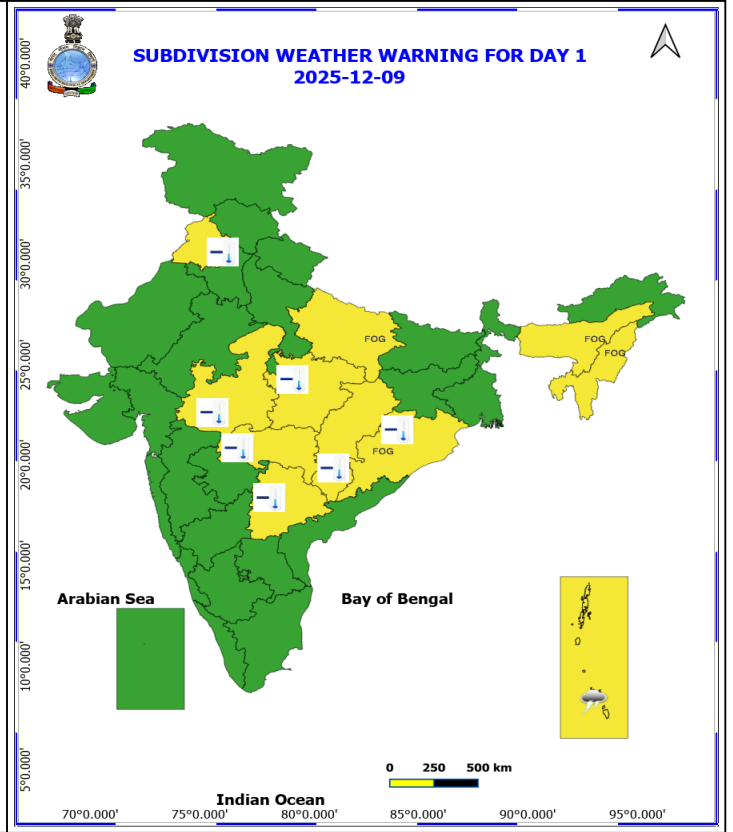 SUBDIVISION WEATHER WARNING FOR DAY 1
2025-12-09
40°0.000'
35°0.000'
30°0.000'
25°0.000'
20°0.000'
15°0.000'
10°0.000'
5°0.000'
FOG
FOG
FOG
FOG
Arabian Sea
Bay of Bengal
0 250 500 km
Indian Ocean
70°0.000' 75°0.000' 80°0.000' 85°0.000' 90°0.000' 95°0.000'